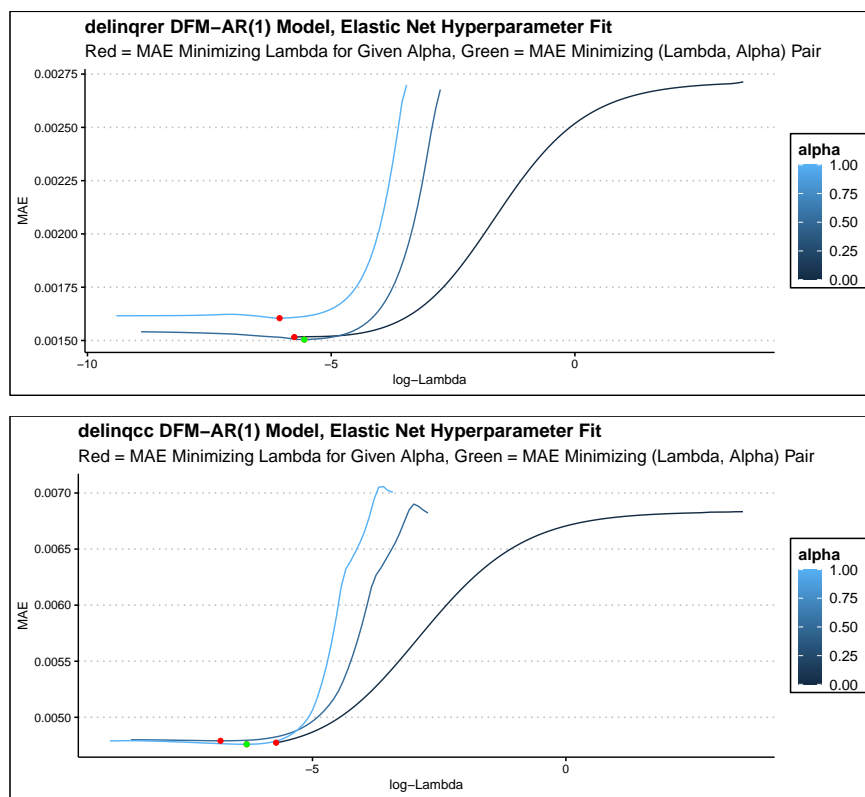 delinqrer DFM−AR(1) Model, Elastic Net Hyperparameter Fit
Red = MAE Minimizing Lambda for Given Alpha, Green = MAE Minimizing (Lambda, Alpha) Pair
0.00275
0.00250
0.00225
0.00200
0.00175
0.00150
MAE
−10
−5
0
log−Lambda
alpha
1.00
0.75
0.50
0.25
0.00
delinqcc DFM−AR(1) Model, Elastic Net Hyperparameter Fit
Red = MAE Minimizing Lambda for Given Alpha, Green = MAE Minimizing (Lambda, Alpha) Pair
0.0070
0.0065
0.0060
0.0055
0.0050
MAE
−5
0
log−Lambda
alpha
1.00
0.75
0.50
0.25
0.00